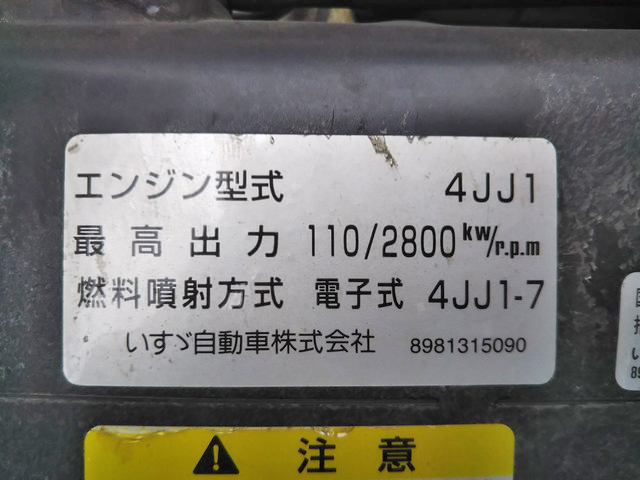 エンジン型式 4JJ1
最高出力 110/2800 kw/r.p.m
燃料噴射方式 電子式 4JJ1-7
いすゞ自動車株式会社 8981315090
注意